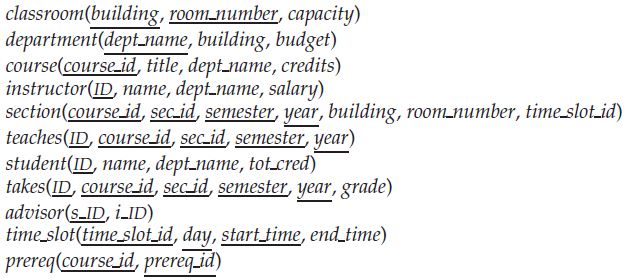 classroom(building, room_number, capacity)
department(dept_name, building, budget)
course(course_id, title, dept_name, credits)
instructor(ID, name, dept_name, salary)
section(course_id, sec_id, semester, year, building, room_number, time_slot_id)
teaches(ID, course_id, sec_id, semester, year)
student(ID, name, dept_name, tot_cred)
takes(ID, course_id, sec_id, semester, year, grade)
advisor(s_ID, i_ID)
time_slot(time_slot_id, day, start_time, end_time)
prereq(course_id, prereq_id)